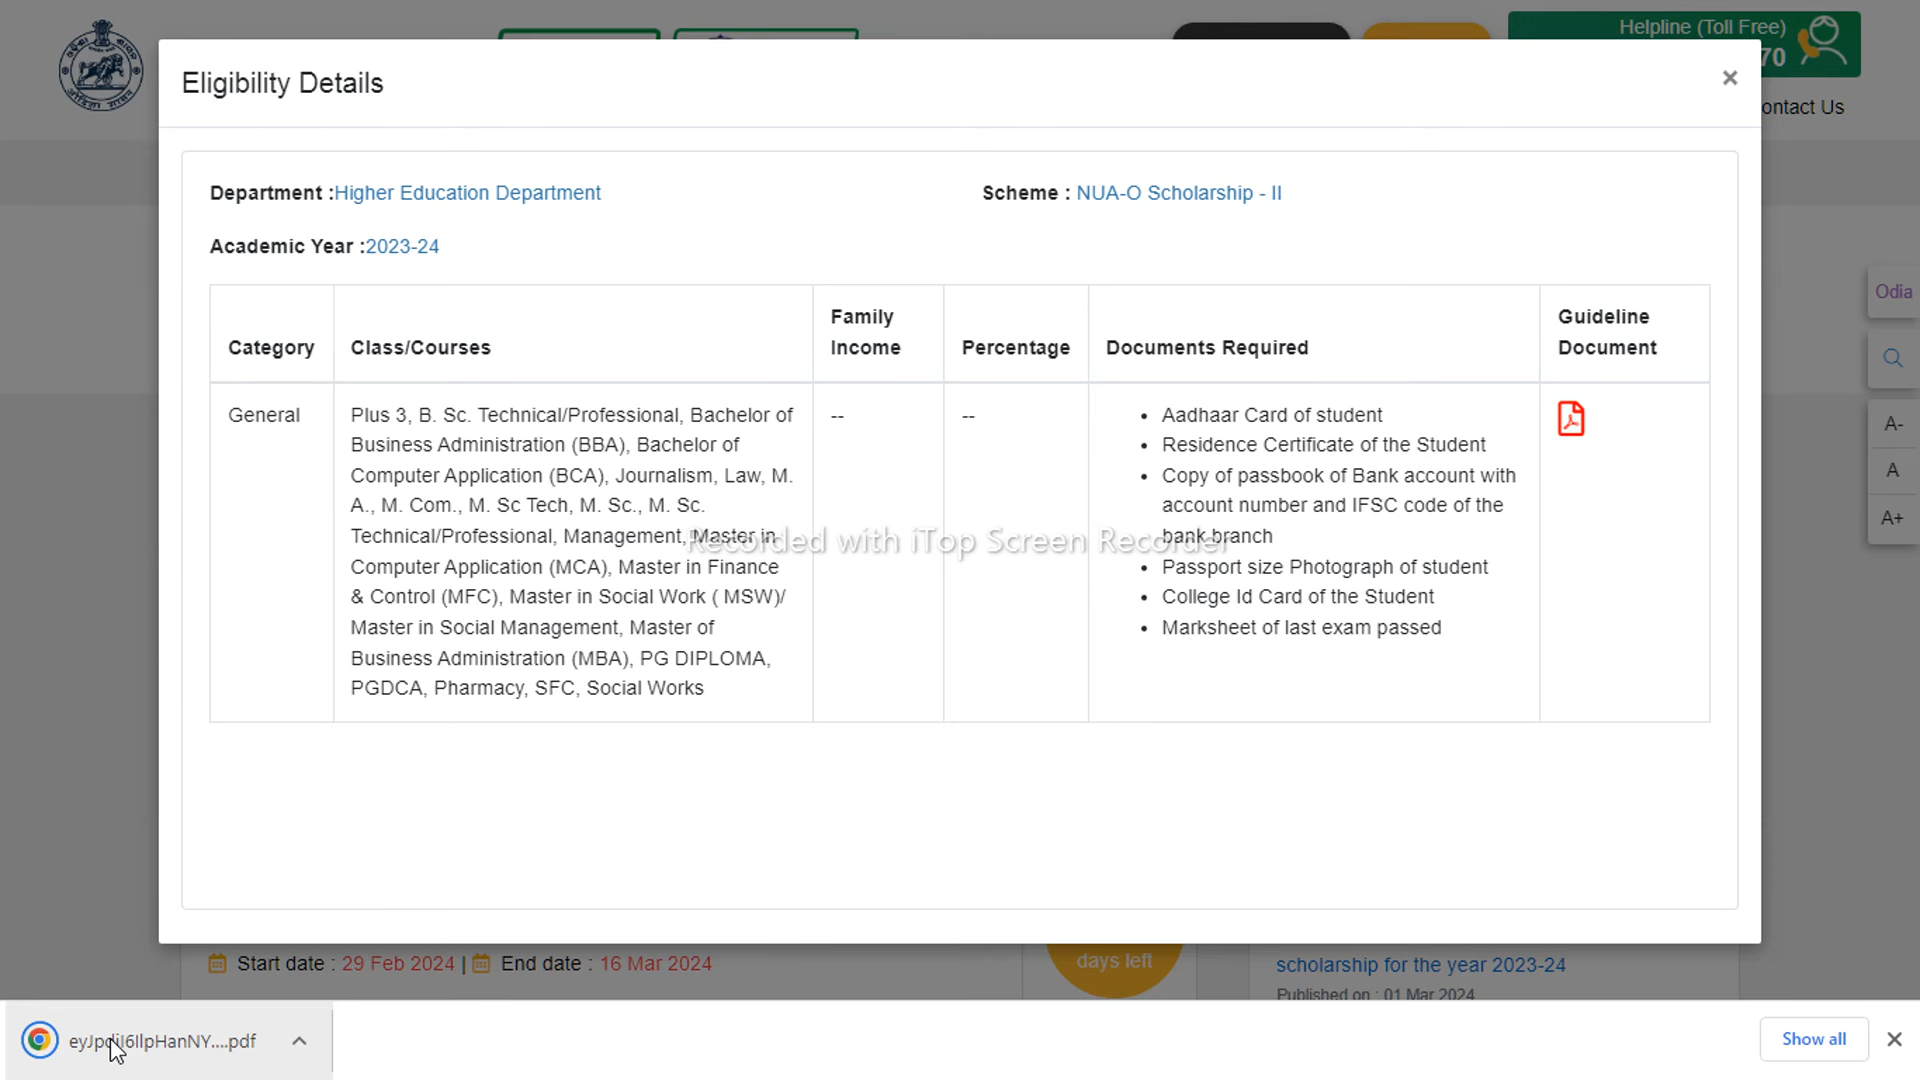 Helpline (Toll Free)
70
ontact Us
Eligibility Details
×
Department :Higher Education Department
Scheme : NUA-O Scholarship - II
Academic Year :2023-24
Category
Class/Courses
Family
Income
Percentage
Documents Required
Guideline
Document
General
Plus 3, B. Sc. Technical/Professional, Bachelor of
Business Administration (BBA), Bachelor of
Computer Application (BCA), Journalism, Law, M.
A., M. Com., M. Sc Tech, M. Sc., M. Sc.
Technical/Professional, Management, Master in
Computer Application (MCA), Master in Finance
& Control (MFC), Master in Social Work ( MSW)/
Master in Social Management, Master of
Business Administration (MBA), PG DIPLOMA,
PGDCA, Pharmacy, SFC, Social Works
--
--
• Aadhaar Card of student
• Residence Certificate of the Student
• Copy of passbook of Bank account with
account number and IFSC code of the
bank branch
• Passport size Photograph of student
• College Id Card of the Student
• Marksheet of last exam passed
Recorded with iTop Screen Recorder
Odia
A-
A
A+
Start date : 29 Feb 2024 | End date : 16 Mar 2024
days left
scholarship for the year 2023-24
Published on : 01 Mar 2024
eyJpdiI6IlpHanNY....pdf
Show all